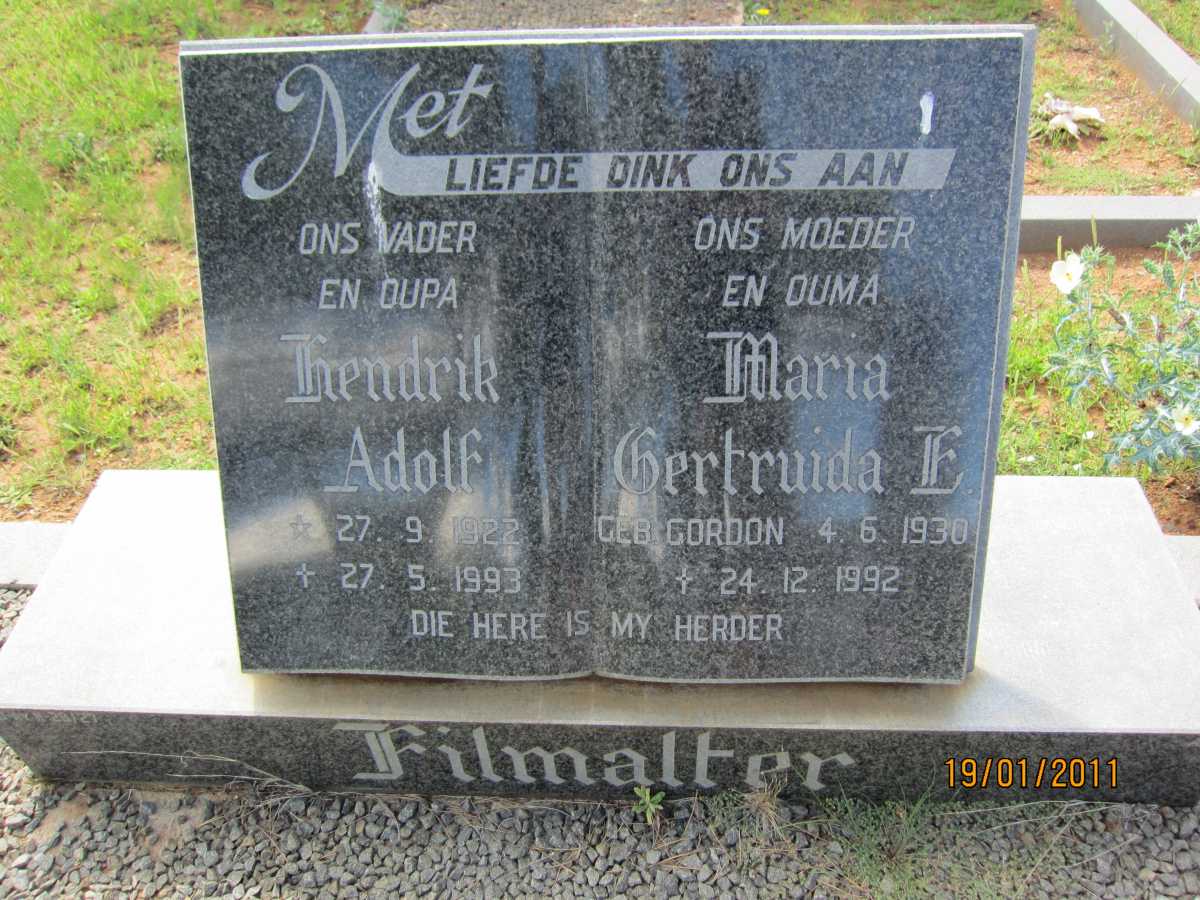 Met
LIEFDE DINK ONS AAN
ONS VADER
EN OUPA
Hendrik
Adolf
* 27. 9. 1922
+ 27. 5. 1993
ONS MOEDER
EN OUMA
Maria
Gertruida E.
GEB. GORDON 4. 6. 1930
+ 24. 12. 1992
DIE HERE IS MY HERDER
Filmalter
19/01/2011